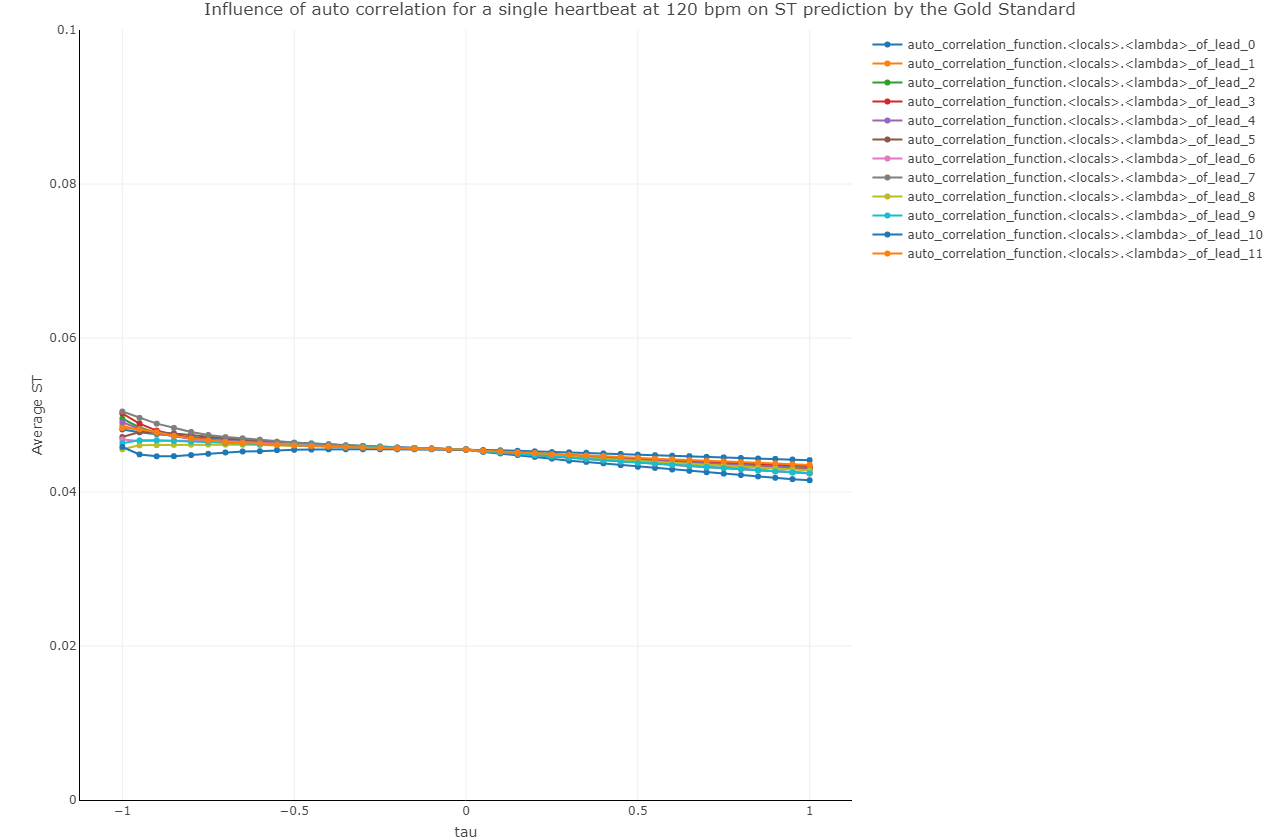 Influence of auto correlation for a single heartbeat at 120 bpm on ST prediction by the Gold Standard
0.1
0.08
0.06
0.04
0.02
0
Average ST
−1
−0.5
0
0.5
1
tau
auto_correlation_function.<locals>.<lambda>_of_lead_0
auto_correlation_function.<locals>.<lambda>_of_lead_1
auto_correlation_function.<locals>.<lambda>_of_lead_2
auto_correlation_function.<locals>.<lambda>_of_lead_3
auto_correlation_function.<locals>.<lambda>_of_lead_4
auto_correlation_function.<locals>.<lambda>_of_lead_5
auto_correlation_function.<locals>.<lambda>_of_lead_6
auto_correlation_function.<locals>.<lambda>_of_lead_7
auto_correlation_function.<locals>.<lambda>_of_lead_8
auto_correlation_function.<locals>.<lambda>_of_lead_9
auto_correlation_function.<locals>.<lambda>_of_lead_10
auto_correlation_function.<locals>.<lambda>_of_lead_11